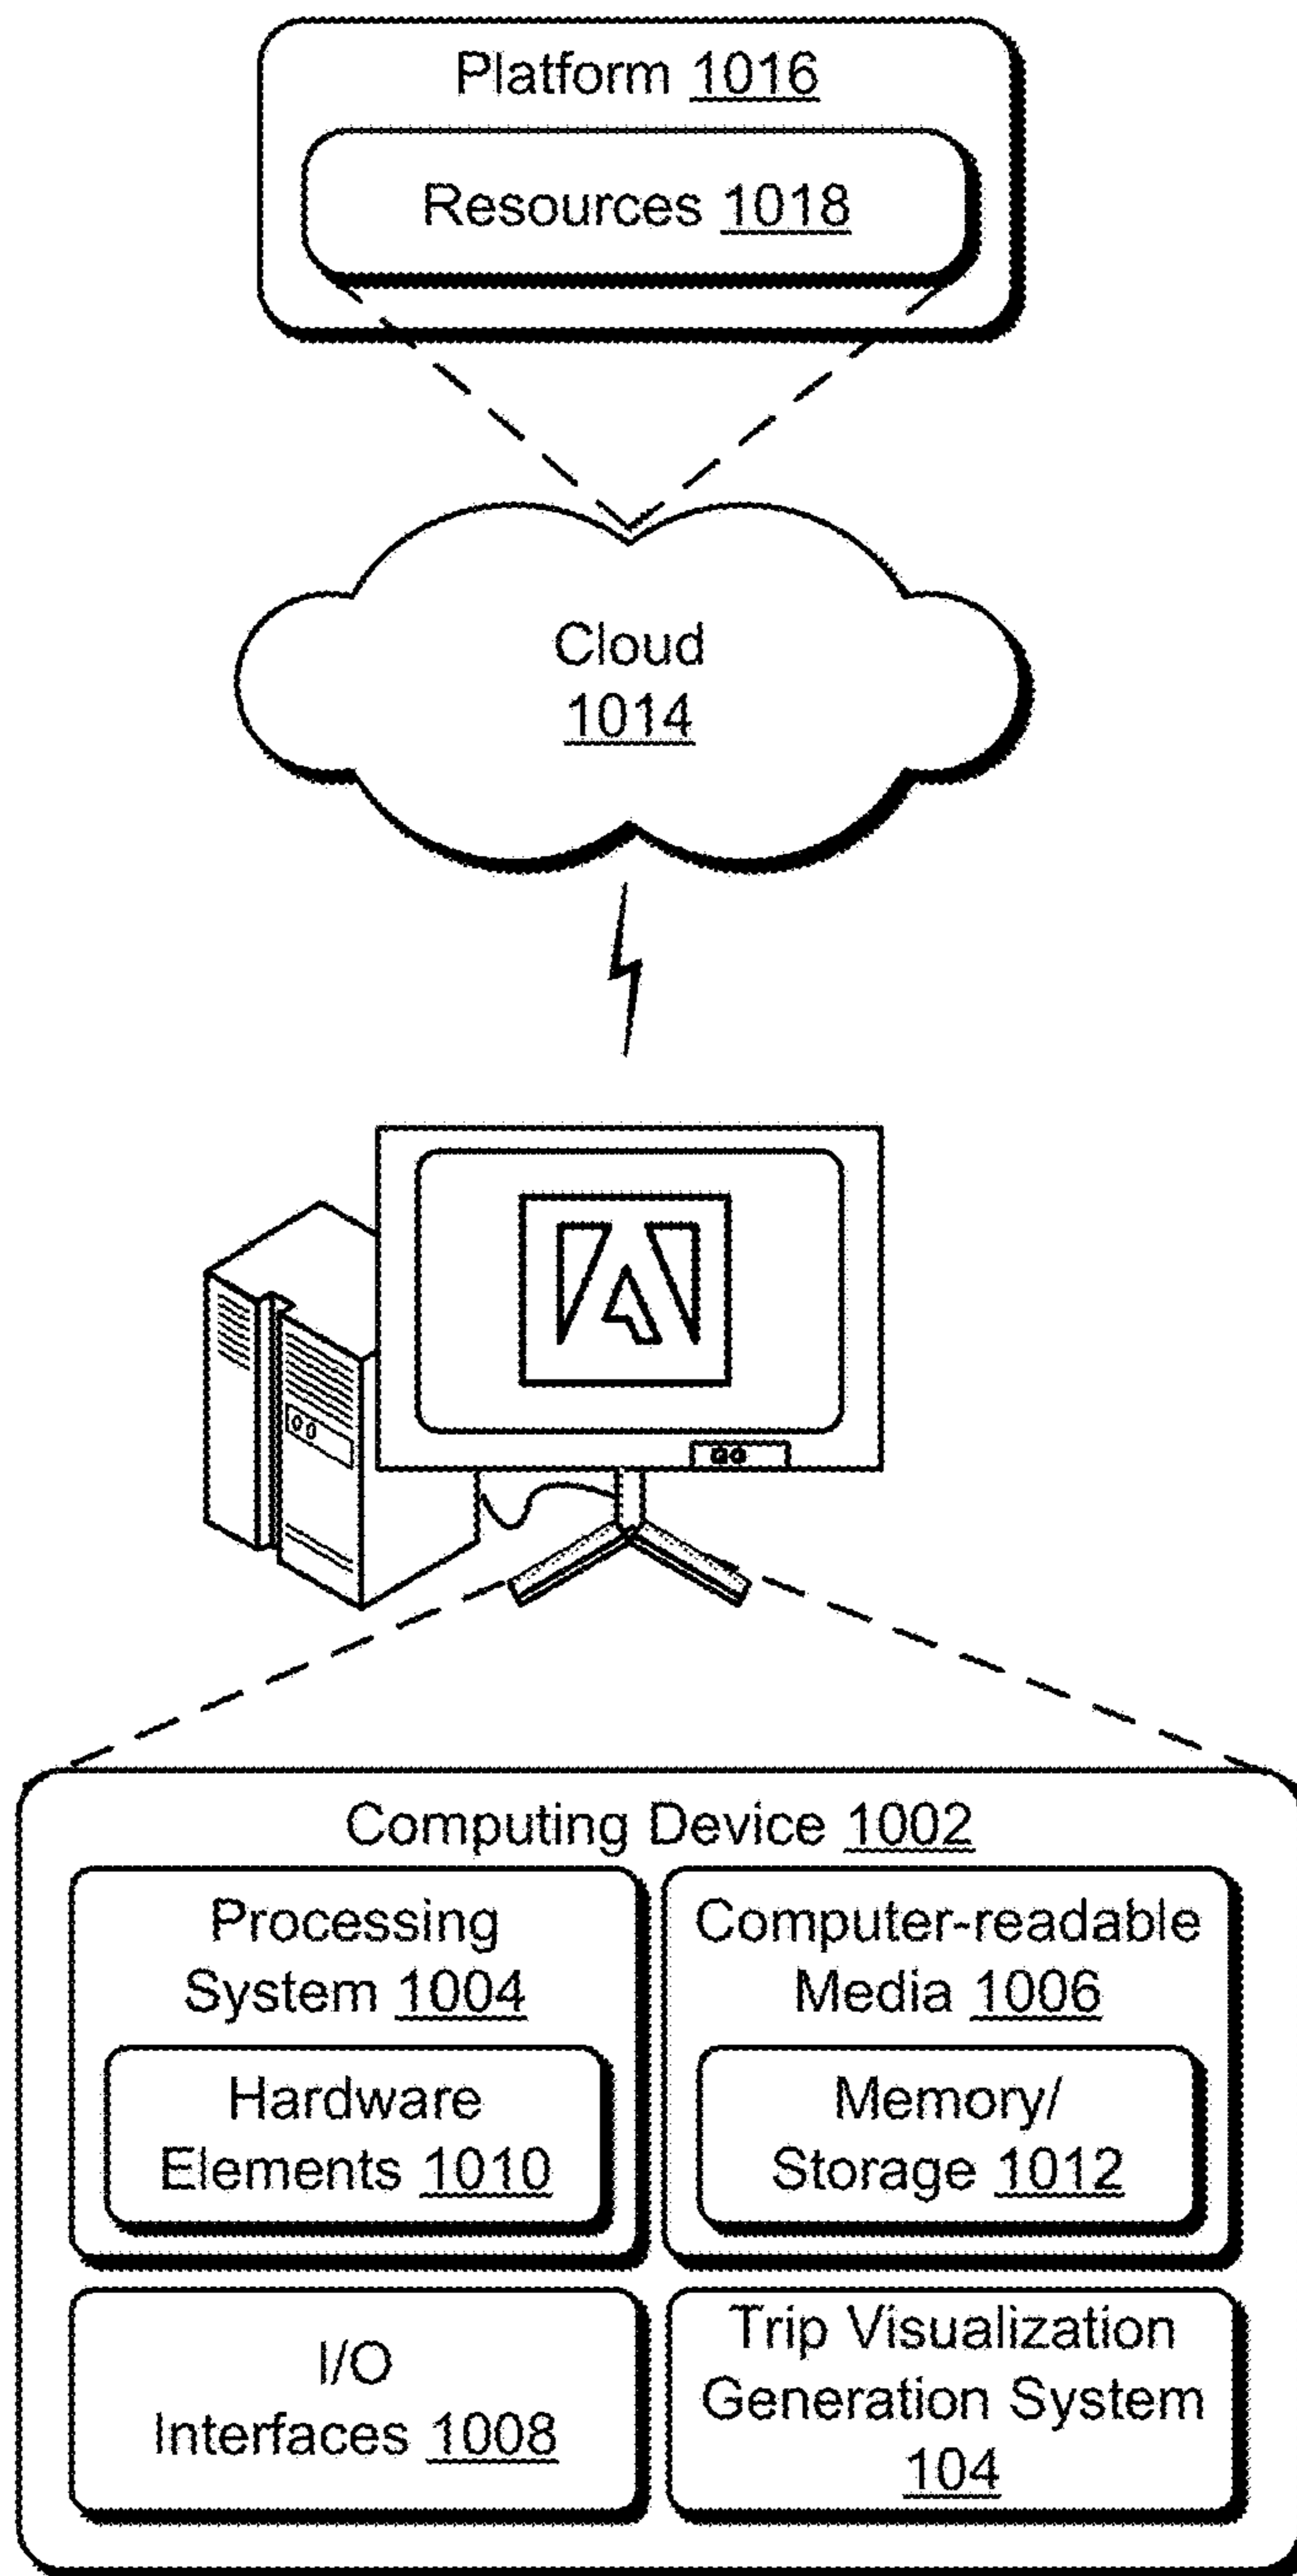 Platform 1016
Resources 1018
Cloud
1014
Computing Device 1002
Processing
System 1004
Hardware
Elements 1010
Computer-readable
Media 1006
Memory/
Storage 1012
I/O
Interfaces 1008
Trip Visualization
Generation System
104